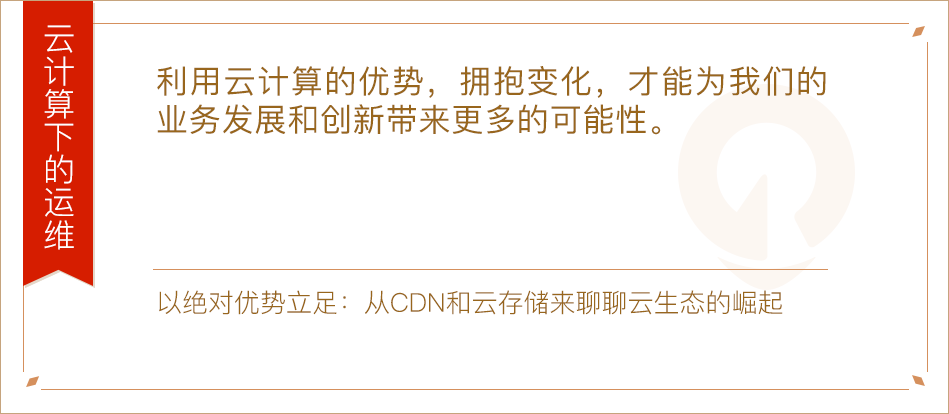 云计算下的运维
利用云计算的优势，拥抱变化，才能为我们的
业务发展和创新带来更多的可能性。
以绝对优势立足：从CDN和云存储来聊聊云生态的崛起